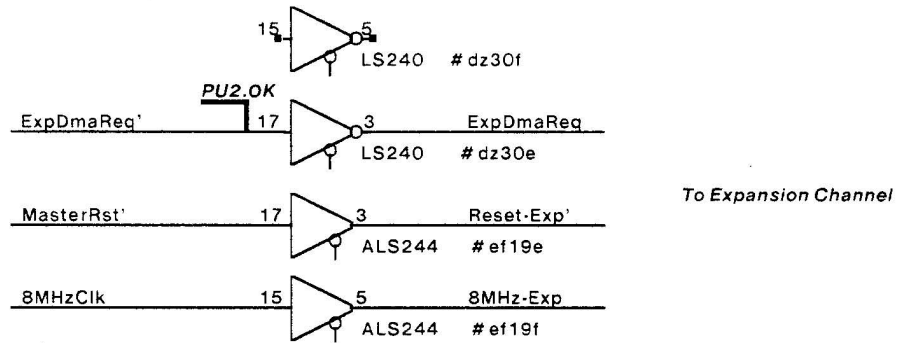 15 5
LS240 #dz30f
PU2.0K
ExpDmaReq' 17 3 ExpDmaReq
LS240 #dz30e
To Expansion Channel
MasterRst' 17 3 Reset-Exp'
ALS244 #ef19e
8MHzClk 15 5 8MHz-Exp
ALS244 #ef19f